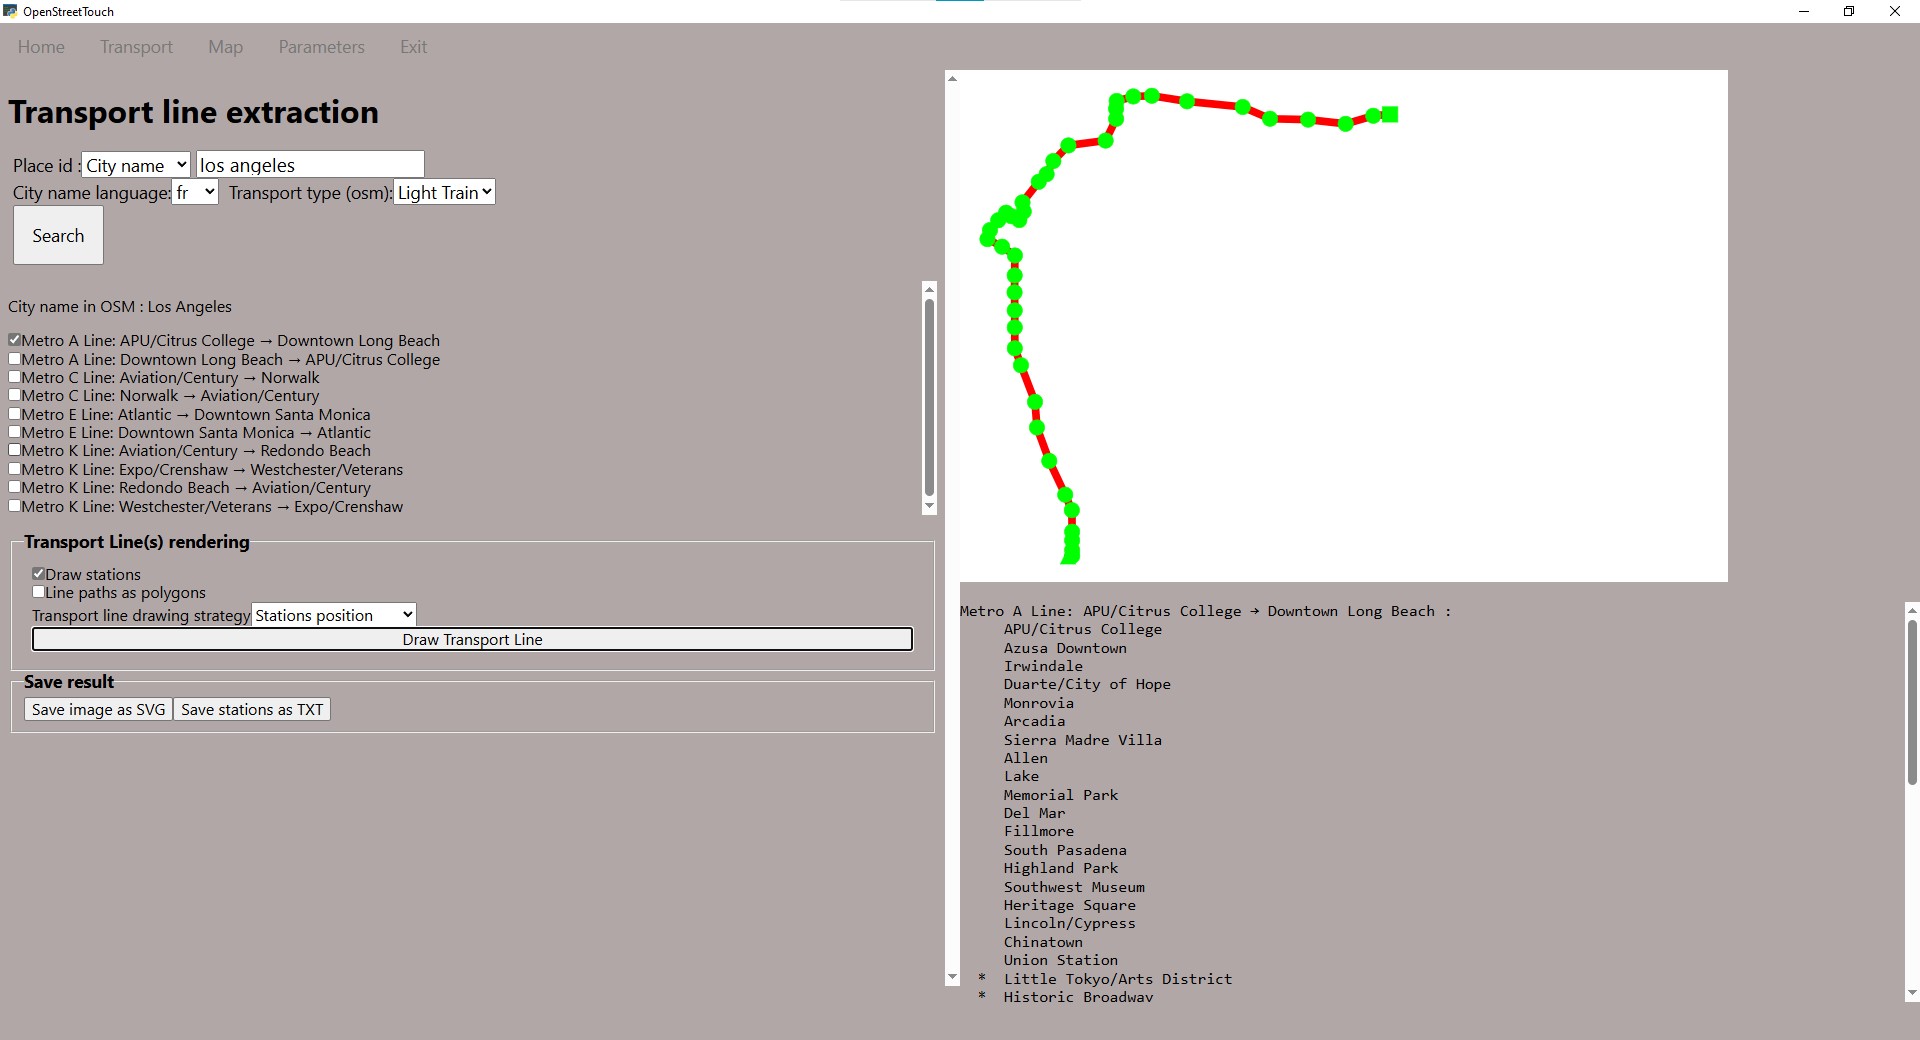 OpenStreetTouch
Home Transport Map Parameters Exit
Transport line extraction
Place id : City name los angeles
City name language: fr Transport type (osm): Light Train
Search
City name in OSM : Los Angeles
Metro A Line: APU/Citrus College → Downtown Long Beach
Metro A Line: Downtown Long Beach → APU/Citrus College
Metro C Line: Aviation/Century → Norwalk
Metro C Line: Norwalk → Aviation/Century
Metro E Line: Atlantic → Downtown Santa Monica
Metro E Line: Downtown Santa Monica → Atlantic
Metro K Line: Aviation/Century → Redondo Beach
Metro K Line: Expo/Crenshaw → Westchester/Veterans
Metro K Line: Redondo Beach → Aviation/Century
Metro K Line: Westchester/Veterans → Expo/Crenshaw
Transport Line(s) rendering
Draw stations
Line paths as polygons
Transport line drawing strategy Stations position
Draw Transport Line
Save result
Save image as SVG Save stations as TXT
Metro A Line: APU/Citrus College → Downtown Long Beach :
APU/Citrus College
Azusa Downtown
Irwindale
Duarte/City of Hope
Monrovia
Arcadia
Sierra Madre Villa
Allen
Lake
Memorial Park
Del Mar
Fillmore
South Pasadena
Highland Park
Southwest Museum
Heritage Square
Lincoln/Cypress
Chinatown
Union Station
* Little Tokyo/Arts District
* Historic Broadway